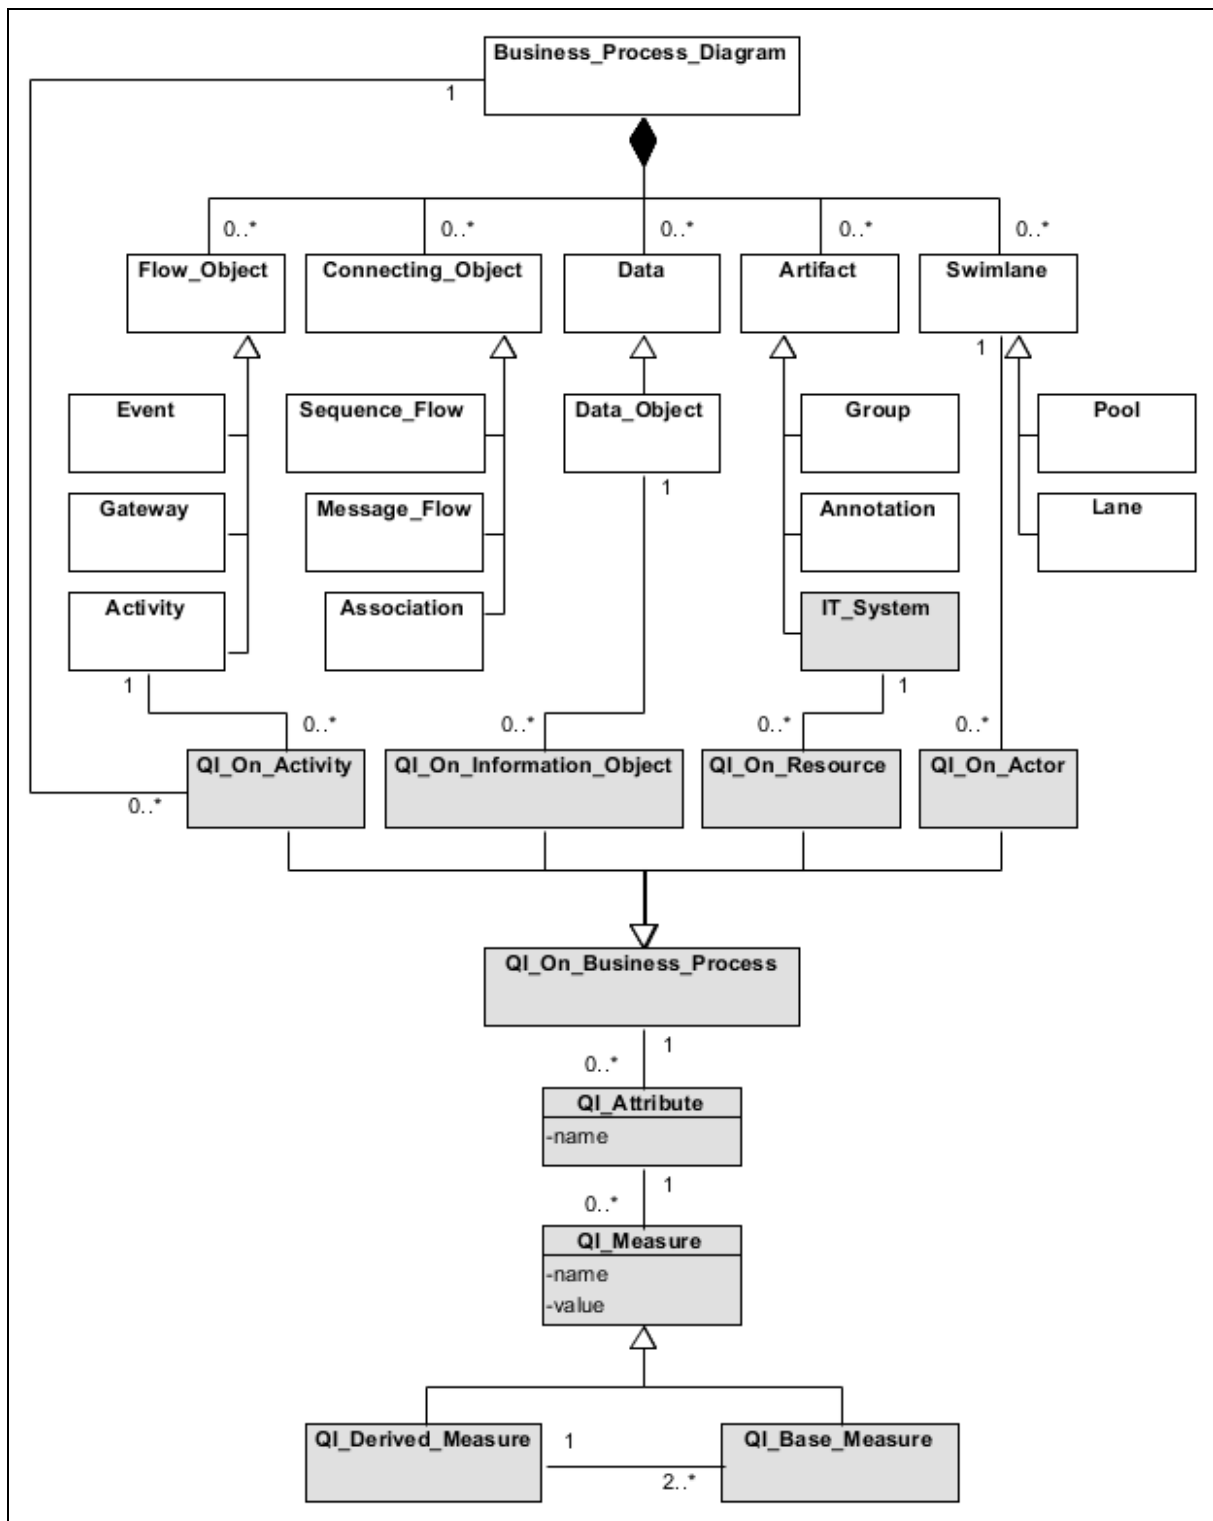 Business_Process_Diagram
1
0..*
0..*
0..*
0..*
0..*
Flow_Object
Connecting_Object
Data
Artifact
Swimlane
1
Event
Sequence_Flow
Data_Object
Group
Pool
1
Gateway
Message_Flow
Annotation
Lane
Activity
Association
IT_System
1
1
0..*
0..*
0..*
0..*
QI_On_Activity
QI_On_Information_Object
QI_On_Resource
QI_On_Actor
0..*
QI_On_Business_Process
1
0..*
QI_Attribute
-name
1
0..*
QI_Measure
-name
-value
QI_Derived_Measure
1
2..*
QI_Base_Measure